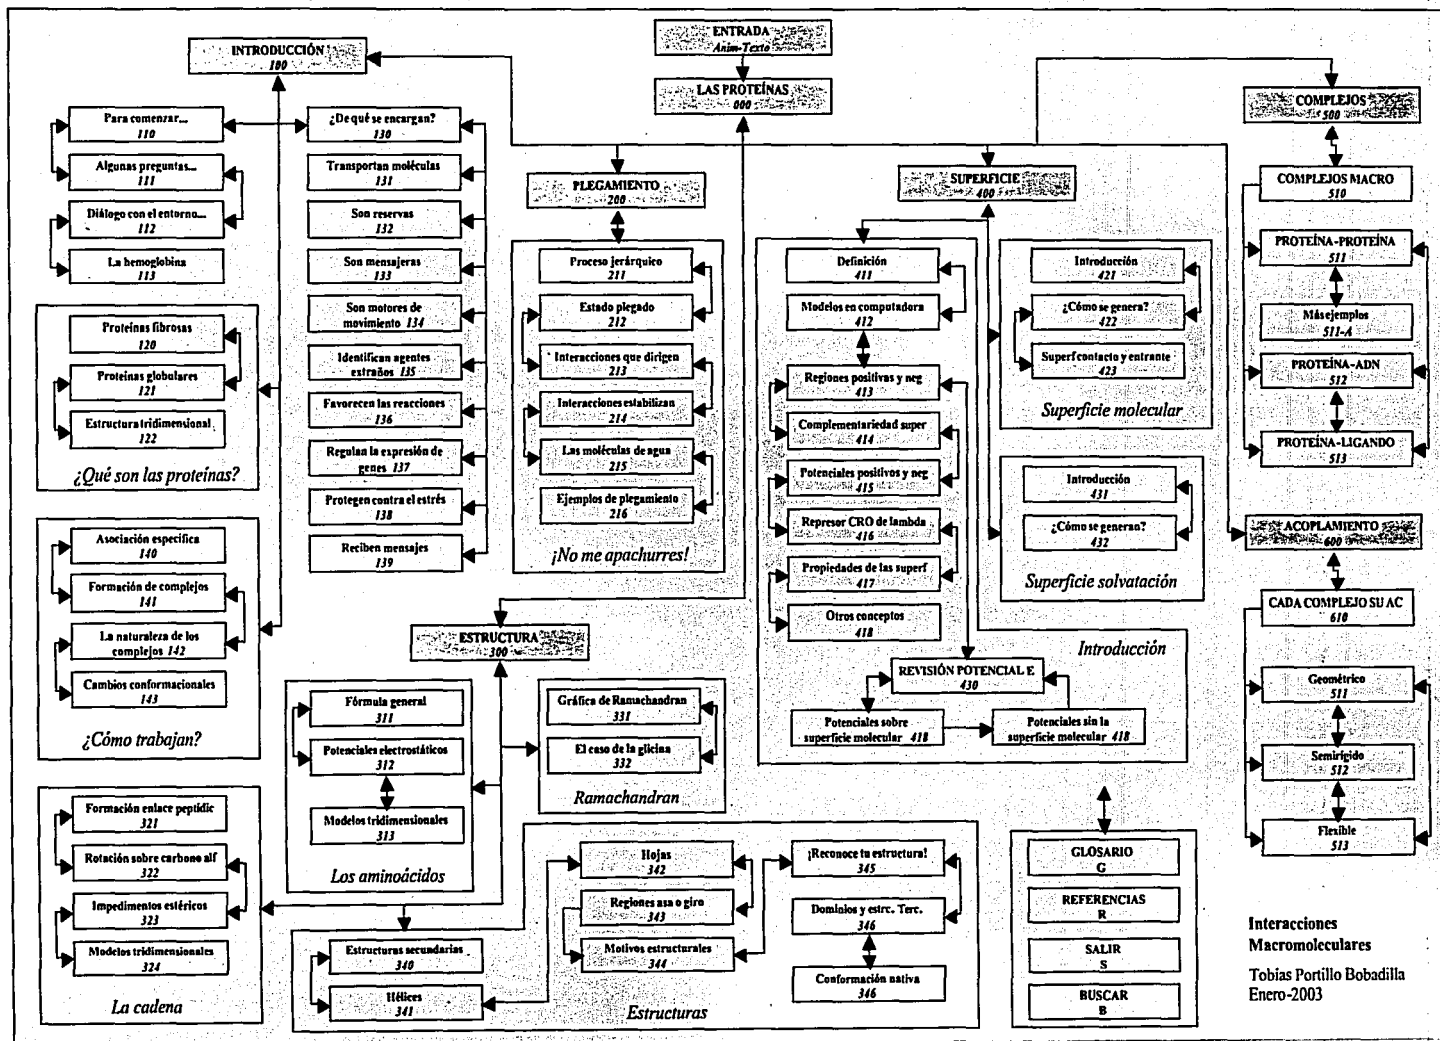 ENTRADA
Anim-Texto
LAS PROTEÍNAS
000
INTRODUCCIÓN
100
Para comenzar...
110
Algunas preguntas...
111
Diálogo con el entorno...
112
La hemoglobina
113
Proteínas fibrosas
120
Proteínas globulares
121
Estructura tridimensional
122
¿Qué son las proteínas?
Asociación específica
140
Formación de complejos
141
La naturaleza de los
complejos 142
Cambios conformacionales
143
¿Cómo trabajan?
Formación enlace peptídic
321
Rotación sobre carbono alf
322
Impedimentos estéricos
323
Modelos tridimensionales
324
La cadena
¿De qué se encargan?
130
Transportan moléculas
131
Son reservas
132
Son mensajeras
133
Son motores de
movimiento 134
Identifican agentes
extraños 135
Favorecen las reacciones
136
Regulan la expresión de
genes 137
Protegen contra el estrés
138
Reciben mensajes
139
PLEGAMIENTO
200
Proceso jerárquico
211
Estado plegado
212
Interacciones que dirigen
213
Interacciones estabilizan
214
Las moléculas de agua
215
Ejemplos de plegamiento
216
¡No me apachurres!
ESTRUCTURA
300
Fórmula general
311
Potenciales electrostáticos
312
Modelos tridimensionales
313
Los aminoácidos
Gráfica de Ramachandran
331
El caso de la glicina
332
Ramachandran
Estructuras secundarias
340
Hélices
341
Hojas
342
Regiones asa o giro
343
Motivos estructurales
344
¡Reconoce tu estructura!
345
Dominios y estrc. Terc.
346
Conformación nativa
346
Estructuras
SUPERFICIE
400
Definición
411
Modelos en computadora
412
Regiones positivas y neg
413
Complementariedad super
414
Potenciales positivos y neg
415
Represor CRO de lambda
416
Propiedades de las superf
417
Otros conceptos
418
Introducción
REVISIÓN POTENCIAL E
430
Potenciales sobre
superficie molecular 418
Potenciales sin la
superficie molecular 418
Introducción
421
¿Cómo se genera?
422
Superf contacto y entrante
423
Superficie molecular
Introducción
431
¿Cómo se generan?
432
Superficie solvatación
COMPLEJOS
500
COMPLEJOS MACRO
510
PROTEÍNA-PROTEÍNA
511
Más ejemplos
511-A
PROTEÍNA-ADN
512
PROTEÍNA-LIGANDO
513
ACOPLAMIENTO
600
CADA COMPLEJO SU AC
610
Geométrico
511
Semirígido
512
Flexible
513
GLOSARIO
G
REFERENCIAS
R
SALIR
S
BUSCAR
B
Interacciones
Macromoleculares
Tobías Portillo Bobadilla
Enero-2003